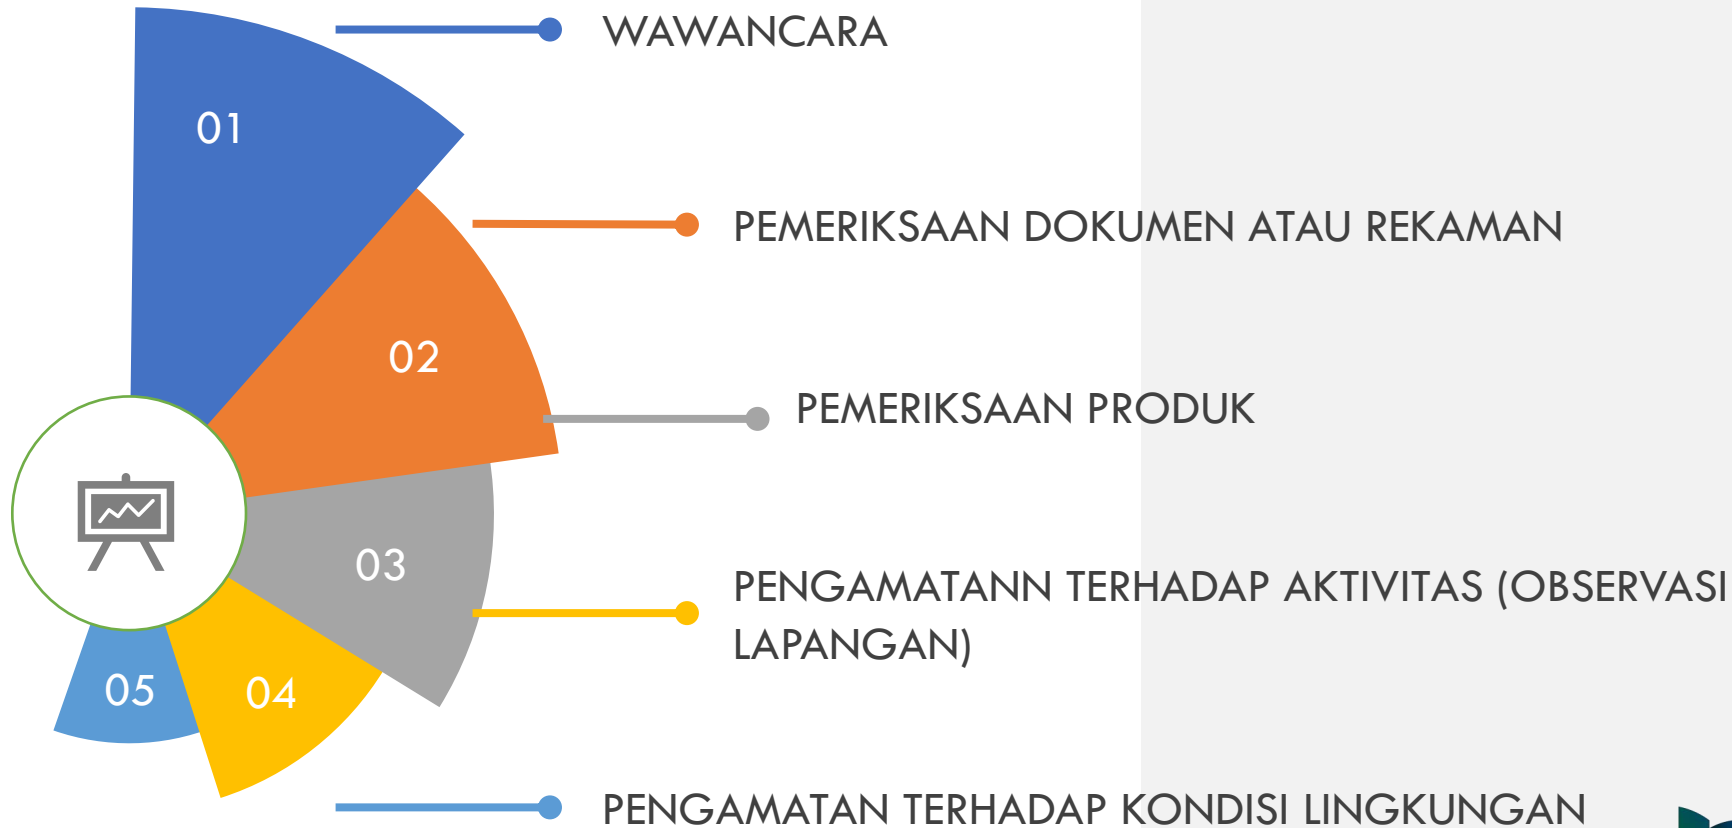 WAWANCARA
01
PEMERIKSAAN DOKUMEN ATAU REKAMAN
02
PEMERIKSAAN PRODUK
03
PENGAMATANN TERHADAP AKTIVITAS (OBSERVASI
LAPANGAN)
04
05
PENGAMATAN TERHADAP KONDISI LINGKUNGAN